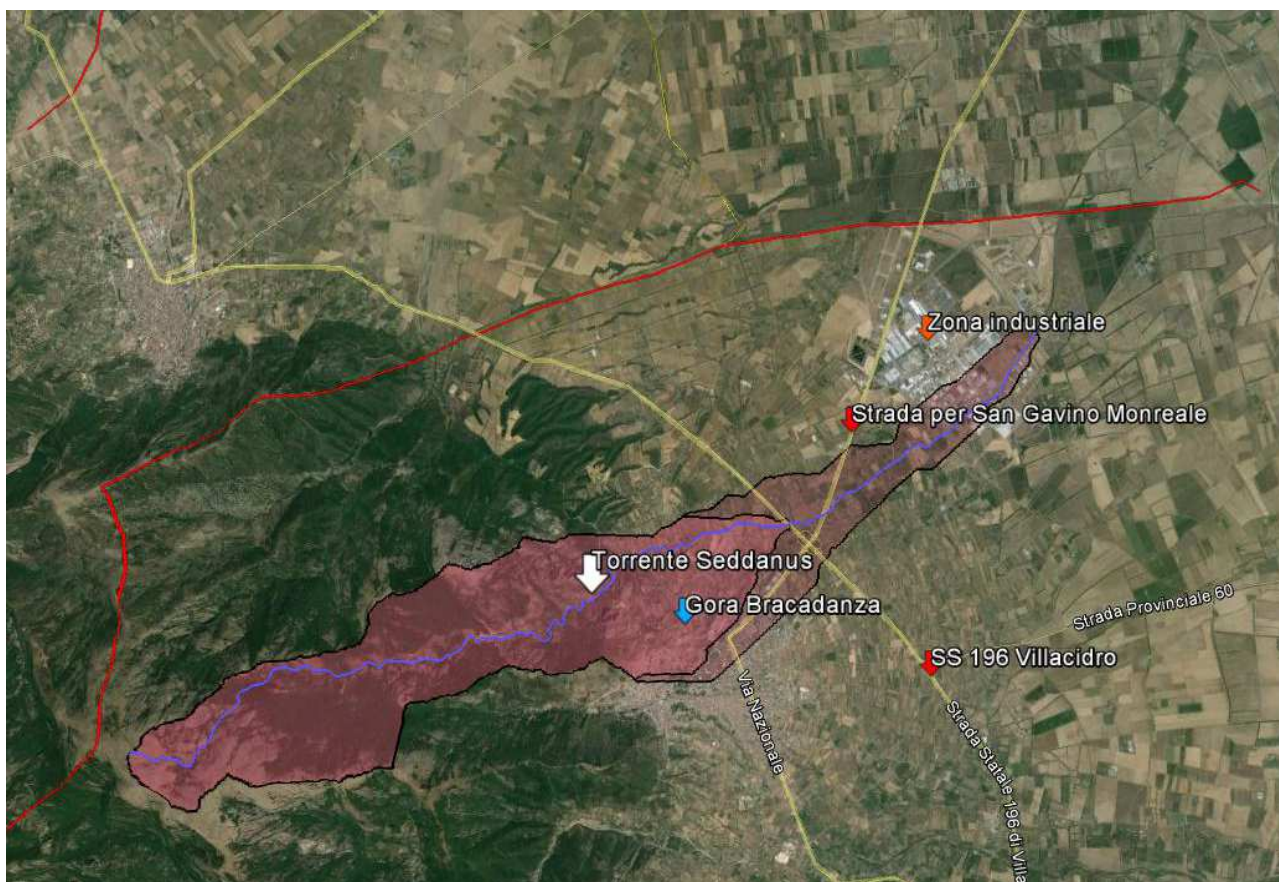 Zona industriale
Strada per San Gavino Monreale
Torrente Seddanus
Gora Bracadanza
Strada Provinciale 60
SS 196 Villacidro
Via Nazionale
Strada Statale 196 di Villa